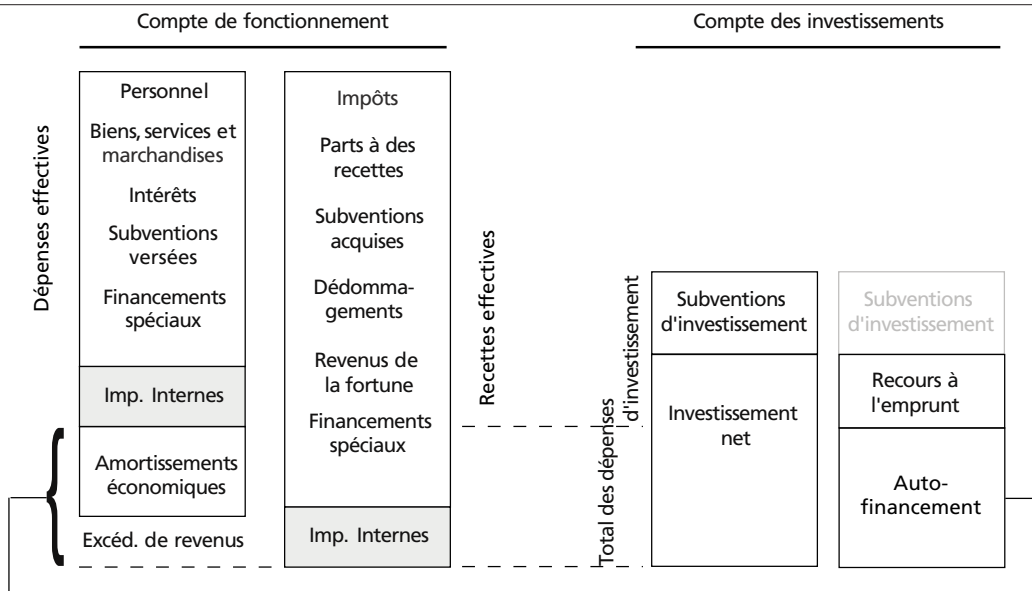 Compte de fonctionnement
Compte des investissements
Dépenses effectives
Personnel
Biens, services et
marchandises
Intérêts
Subventions
versées
Financements
spéciaux
Imp. Internes
Amortissements
économiques
Excéd. de revenus
Impôts
Parts à des
recettes
Subventions
acquises
Dédomma-
gements
Revenus de
la fortune
Financements
spéciaux
Imp. Internes
Recettes effectives
Total des dépenses
d'investissement
Subventions
d'investissement
Investissement
net
Subventions
d'investissement
Recours à
l'emprunt
Auto-
financement